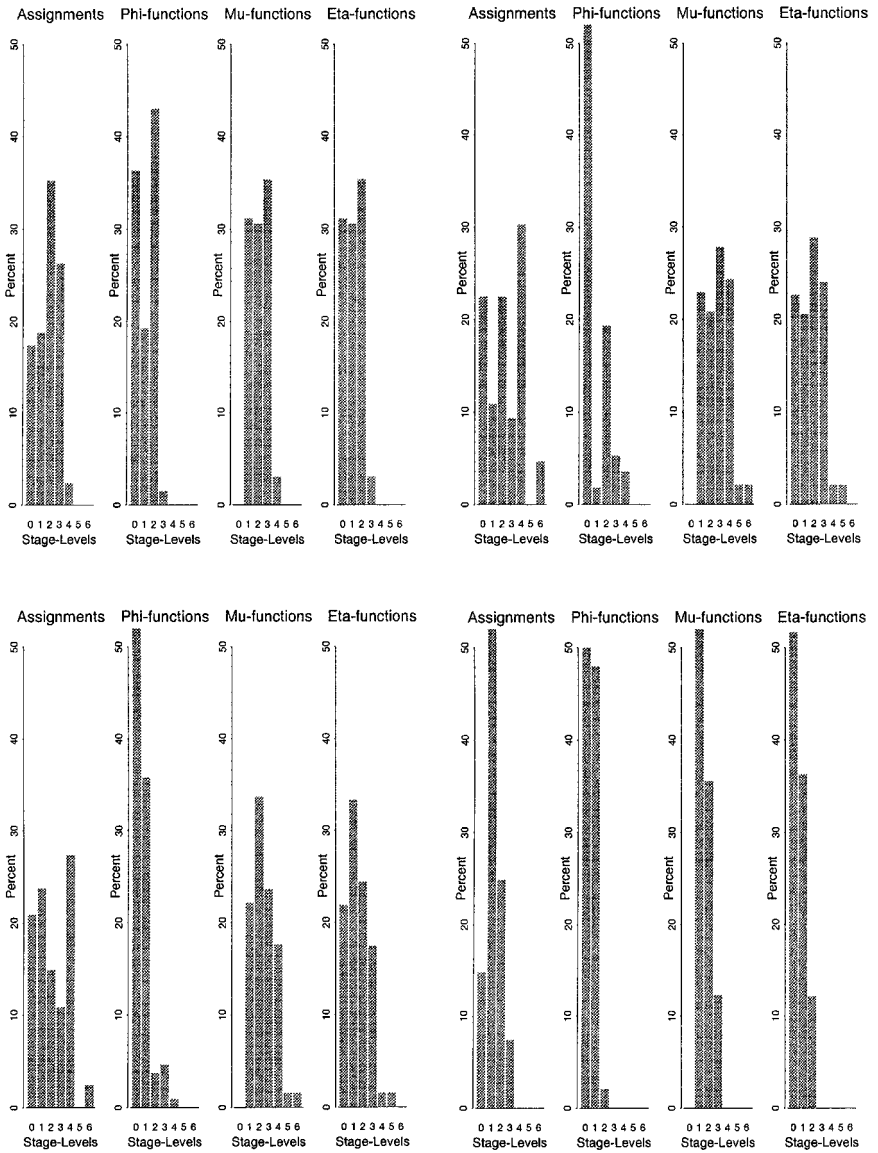 Assignments Phi-functions Mu-functions Eta-functions
50 50 50 50
40 40 40 40
30 30 30 30
Percent Percent Percent Percent
20 20 20 20
10 10 10 10
0 0 0 0
0 1 2 3 4 5 6 0 1 2 3 4 5 6 0 1 2 3 4 5 6 0 1 2 3 4 5 6
Stage-Levels Stage-Levels Stage-Levels Stage-Levels
Assignments Phi-functions Mu-functions Eta-functions
50 50 50 50
40 40 40 40
30 30 30 30
Percent Percent Percent Percent
20 20 20 20
10 10 10 10
0 0 0 0
0 1 2 3 4 5 6 0 1 2 3 4 5 6 0 1 2 3 4 5 6 0 1 2 3 4 5 6
Stage-Levels Stage-Levels Stage-Levels Stage-Levels
Assignments Phi-functions Mu-functions Eta-functions
50 50 50 50
40 40 40 40
30 30 30 30
Percent Percent Percent Percent
20 20 20 20
10 10 10 10
0 0 0 0
0 1 2 3 4 5 6 0 1 2 3 4 5 6 0 1 2 3 4 5 6 0 1 2 3 4 5 6
Stage-Levels Stage-Levels Stage-Levels Stage-Levels
Assignments Phi-functions Mu-functions Eta-functions
50 50 50 50
40 40 40 40
30 30 30 30
Percent Percent Percent Percent
20 20 20 20
10 10 10 10
0 0 0 0
0 1 2 3 4 5 6 0 1 2 3 4 5 6 0 1 2 3 4 5 6 0 1 2 3 4 5 6
Stage-Levels Stage-Levels Stage-Levels Stage-Levels